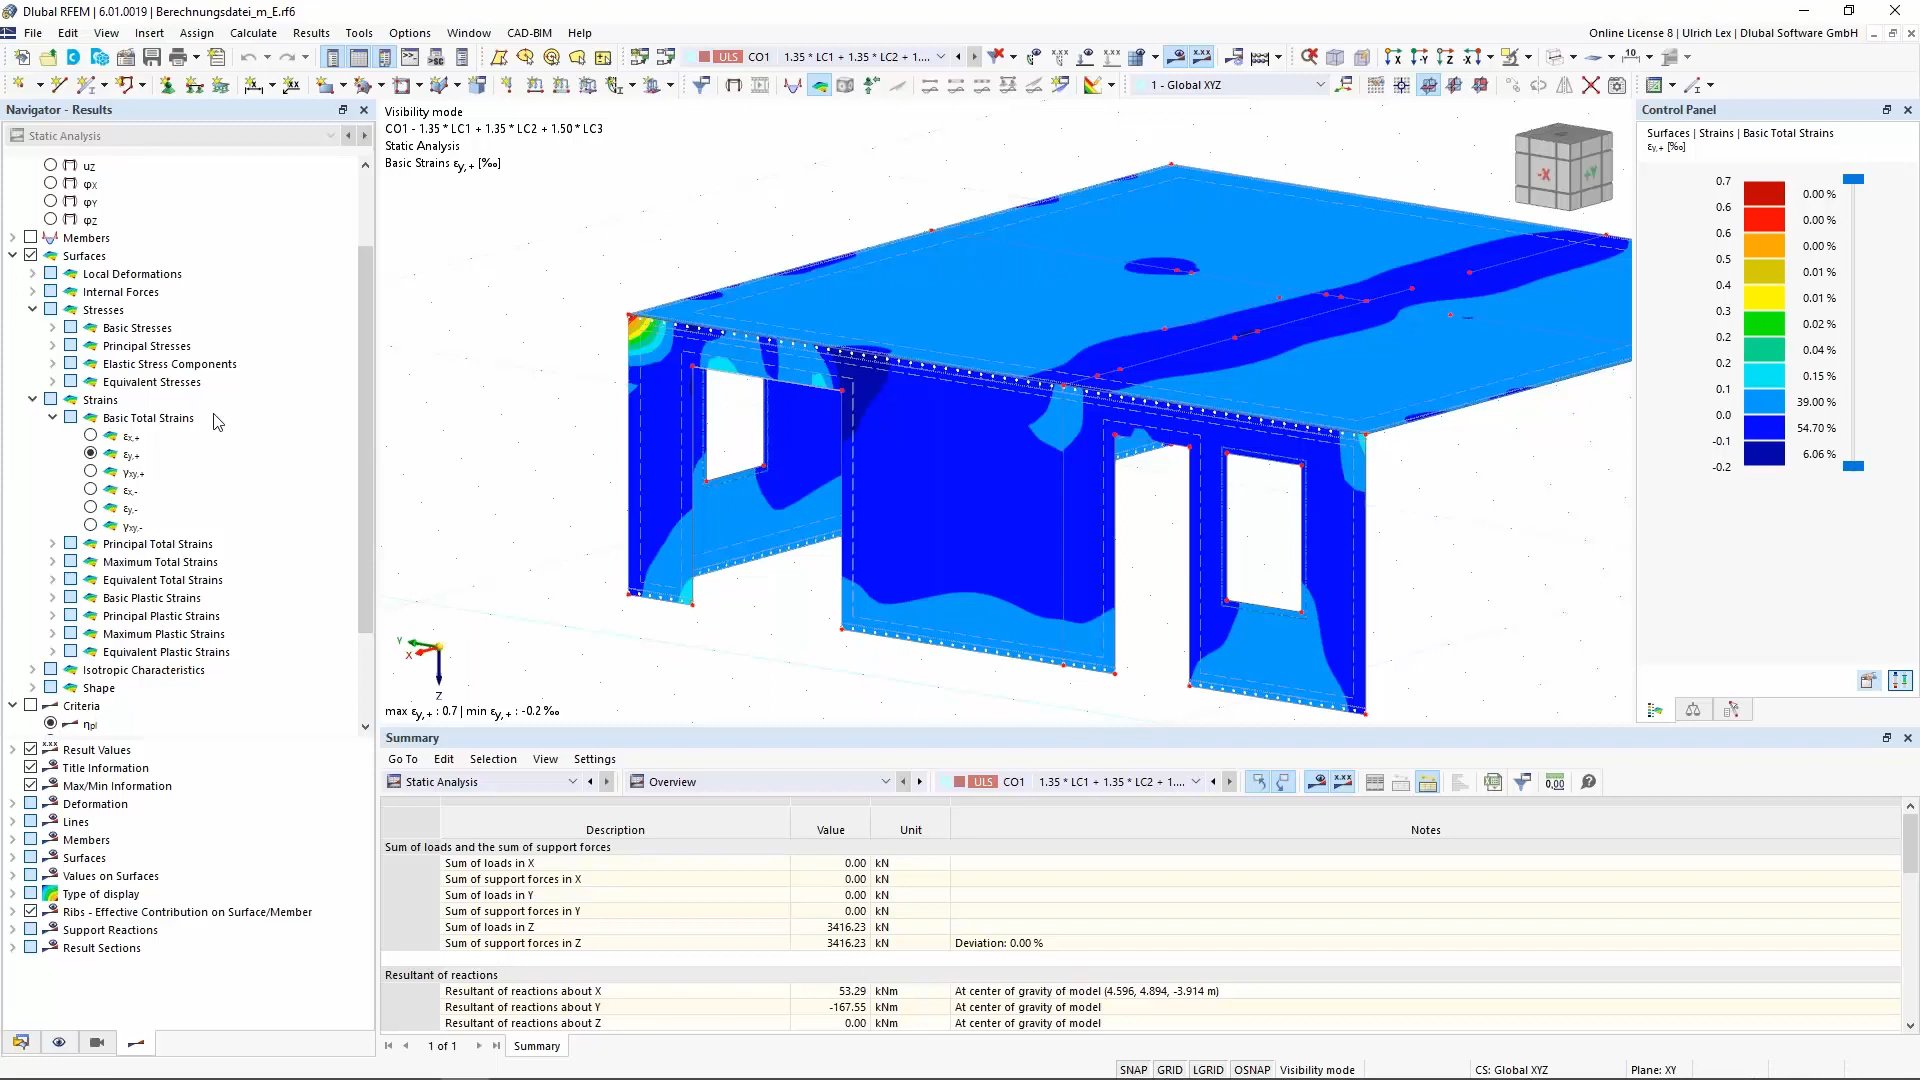 Dlubal RFEM | 6.01.0019 | Berechnungsdatei_m_E.rf6
File Edit View Insert Assign Calculate Results Tools Options Window CAD-BIM Help
Online License 8 | Ulrich Lex | Dlubal Software GmbH
ULS CO1 1.35 * LC1 + 1.35 * LC2 + 1....
1 - Global XYZ
Navigator - Results
Static Analysis
uZ
φX
φY
φZ
Members
Surfaces
Local Deformations
Internal Forces
Stresses
Basic Stresses
Principal Stresses
Elastic Stress Components
Equivalent Stresses
Strains
Basic Total Strains
εx,+
εy,+
γxy,+
εx,-
εy,-
γxy,-
Principal Total Strains
Maximum Total Strains
Equivalent Total Strains
Basic Plastic Strains
Principal Plastic Strains
Maximum Plastic Strains
Equivalent Plastic Strains
Isotropic Characteristics
Shape
Criteria
ηpl
Result Values
Title Information
Max/Min Information
Deformation
Lines
Members
Surfaces
Values on Surfaces
Type of display
Ribs - Effective Contribution on Surface/Member
Support Reactions
Result Sections
Visibility mode
CO1 - 1.35 * LC1 + 1.35 * LC2 + 1.50 * LC3
Static Analysis
Basic Strains εy,+ [‰]
-X +Y
Y
X
Z
max εy,+ : 0.7 | min εy,+ : -0.2 ‰
Control Panel
Surfaces | Strains | Basic Total Strains
εy,+ [‰]
0.7
0.00 %
0.6
0.00 %
0.6
0.00 %
0.5
0.01 %
0.4
0.01 %
0.3
0.02 %
0.2
0.04 %
0.2
0.15 %
0.1
39.00 %
0.0
54.70 %
-0.1
6.06 %
-0.2
Summary
Go To Edit Selection View Settings
Static Analysis Overview ULS CO1 1.35 * LC1 + 1.35 * LC2 + 1....
Description Value Unit Notes
Sum of loads and the sum of support forces
Sum of loads in X 0.00 kN
Sum of support forces in X 0.00 kN
Sum of loads in Y 0.00 kN
Sum of support forces in Y 0.00 kN
Sum of loads in Z 3416.23 kN
Sum of support forces in Z 3416.23 kN Deviation: 0.00 %
Resultant of reactions
Resultant of reactions about X 53.29 kNm At center of gravity of model (4.596, 4.894, -3.914 m)
Resultant of reactions about Y -167.55 kNm At center of gravity of model
Resultant of reactions about Z 0.00 kNm At center of gravity of model
1 of 1 Summary
SNAP GRID LGRID OSNAP Visibility mode CS: Global XYZ Plane: XY